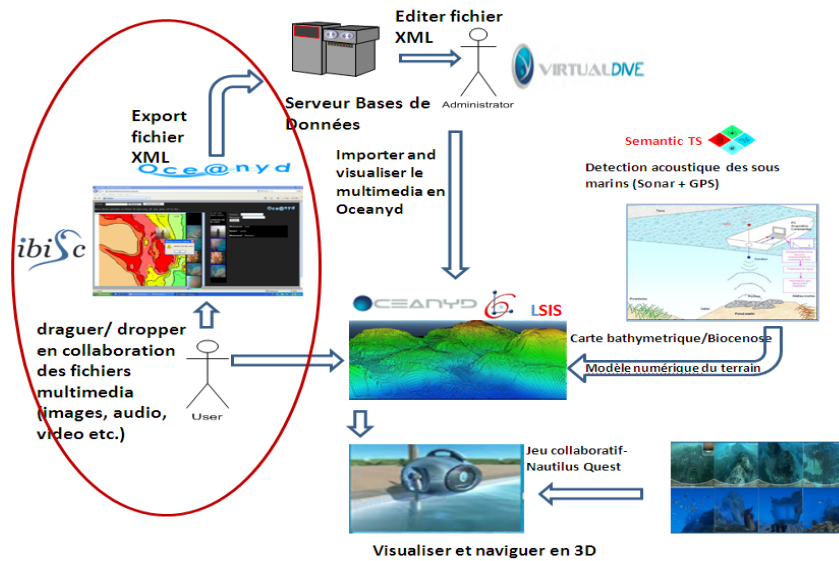 Editer fichier
XML
Administrator
VIRTUALDIVE
Serveur Bases de
Données
Export
fichier
XML
Oce@nyd
Importer and
visualiser le
multimedia en
Oceanyd
Semantic TS
Detection acoustique des sous
marins (Sonar + GPS)
ibiSc
OCEANYD
LSIS
draguer/ dropper
en collaboration
des fichiers
multimedia
(images, audio,
video etc.)
User
Carte bathymetrique/Biocenose
Modèle numérique du terrain
Jeu collaboratif-
Nautilus Quest
Visualiser et naviguer en 3D